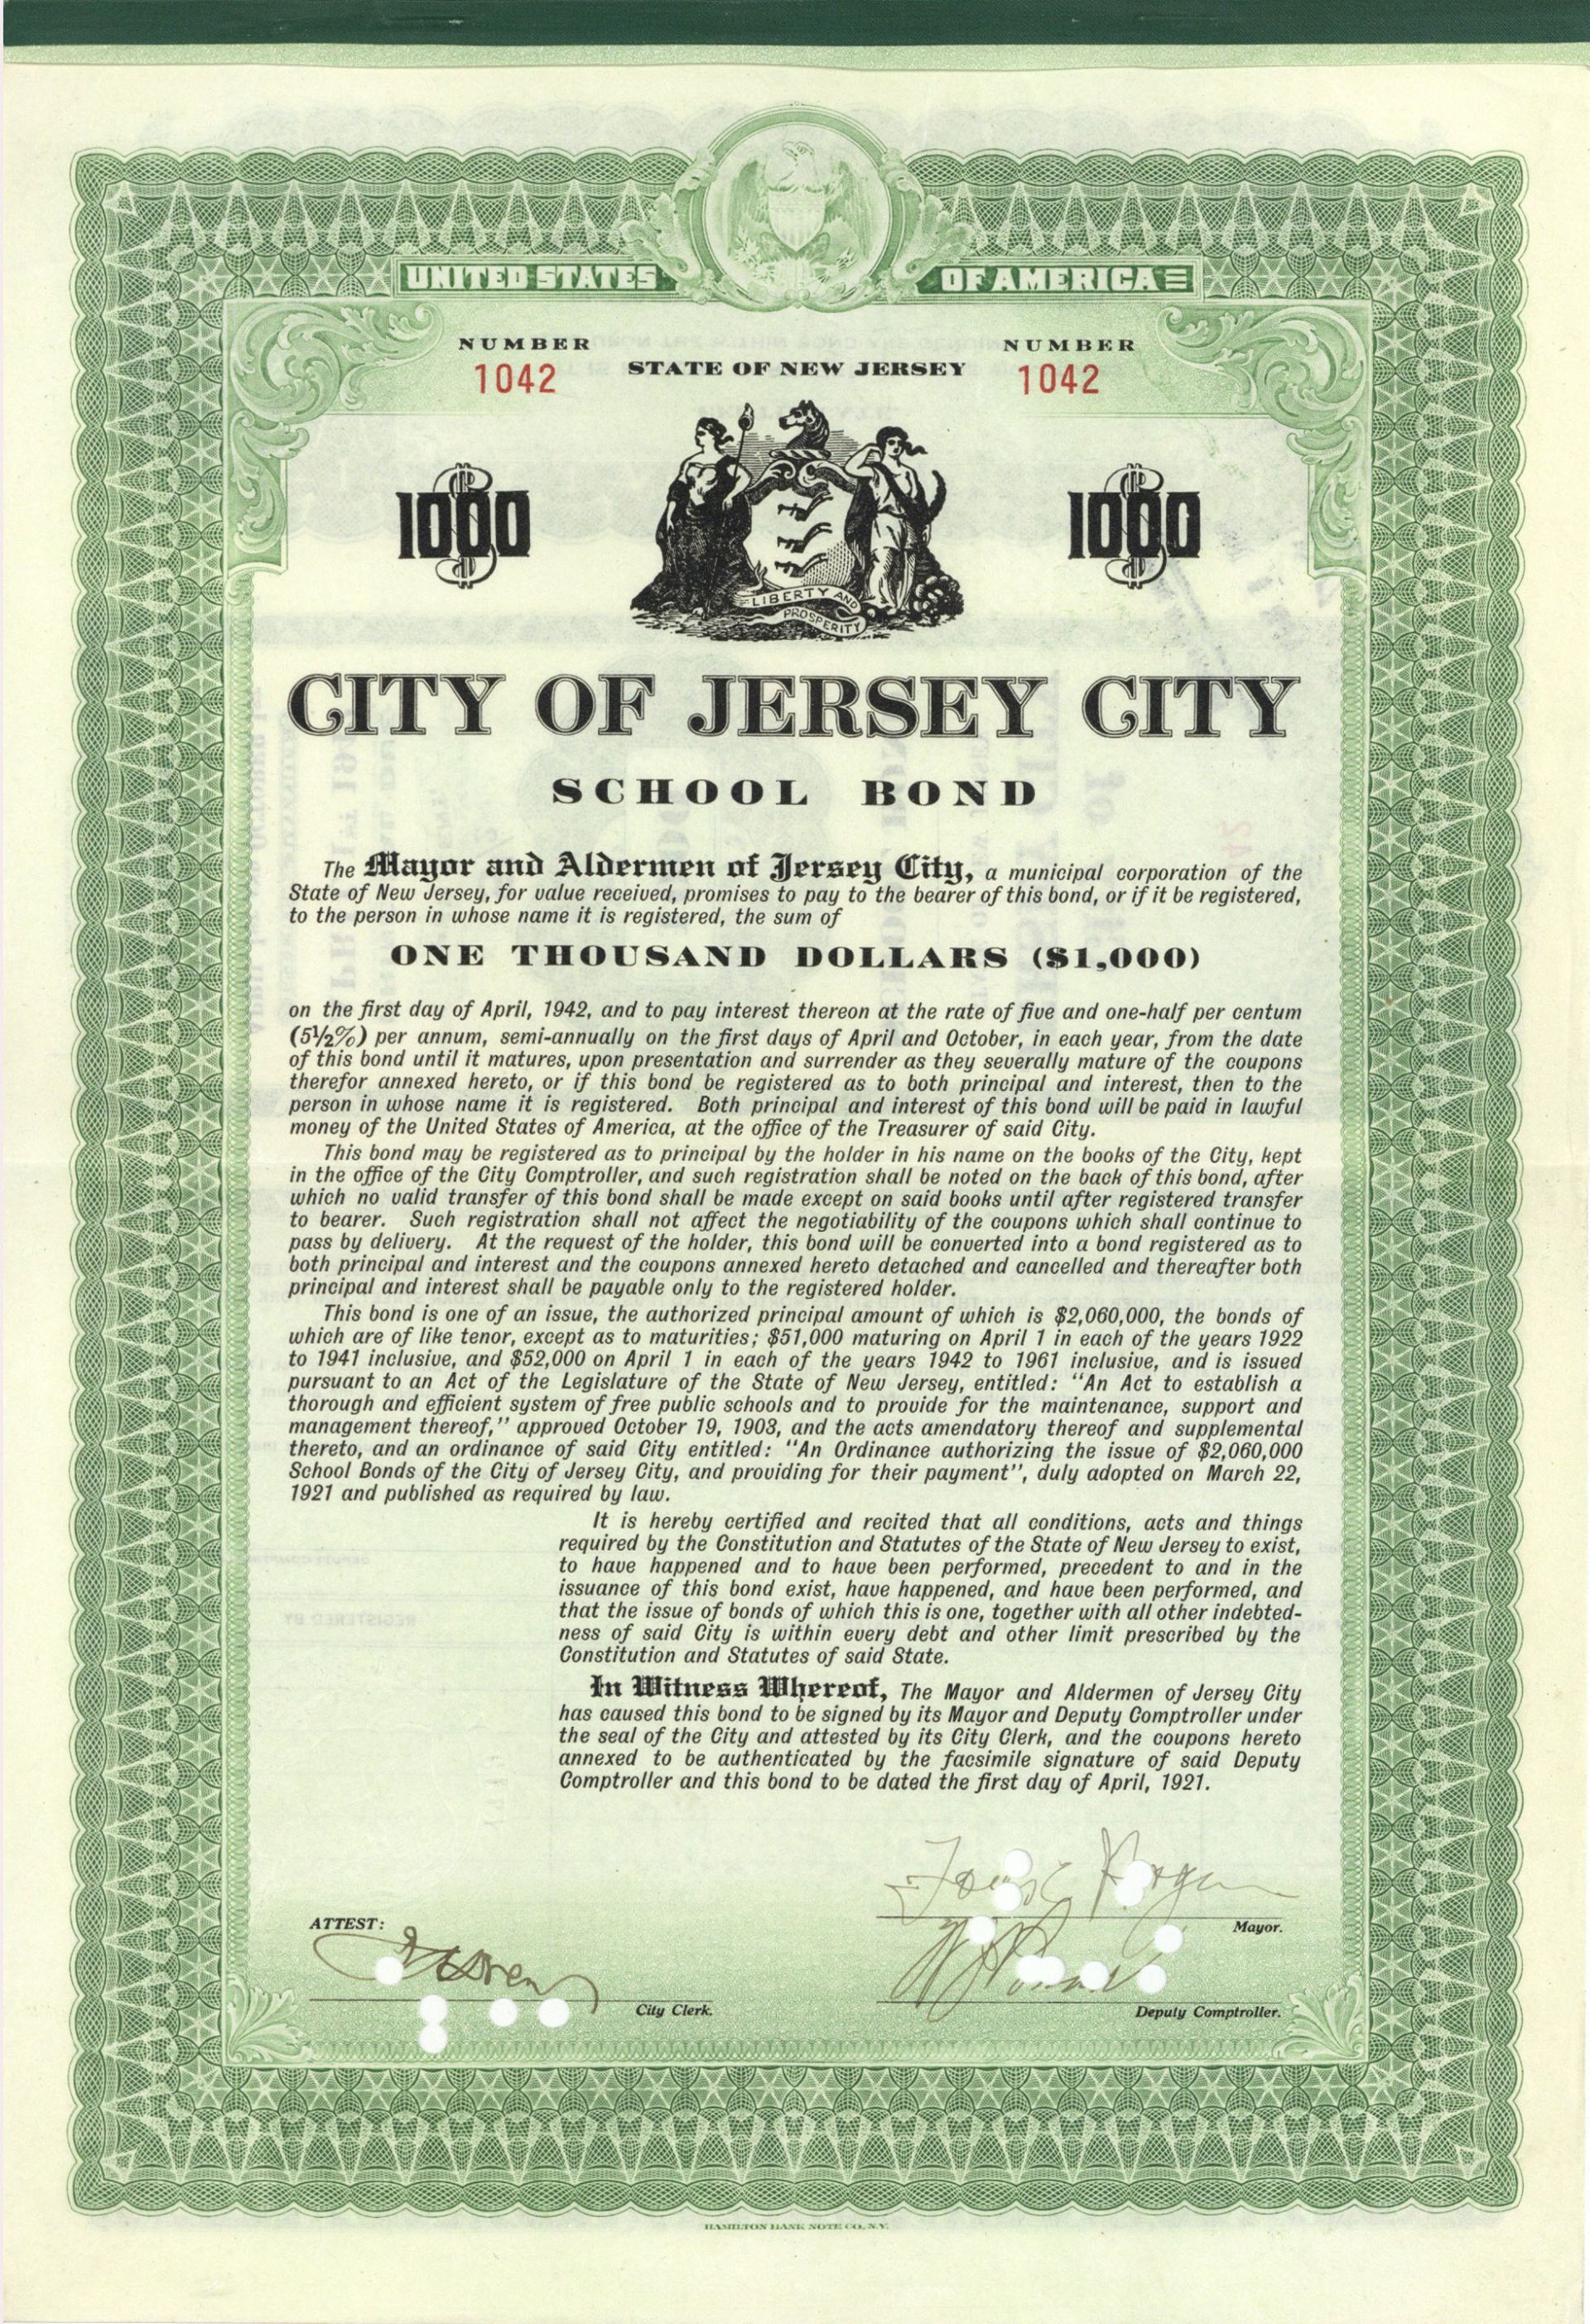 UNITED STATES OF AMERICA
NUMBER NUMBER
1042 STATE OF NEW JERSEY 1042
$1000 $1000
LIBERTY AND
PROSPERITY
CITY OF JERSEY CITY
SCHOOL BOND
The Mayor and Aldermen of Jersey City, a municipal corporation of the
State of New Jersey, for value received, promises to pay to the bearer of this bond, or if it be registered,
to the person in whose name it is registered, the sum of
ONE THOUSAND DOLLARS ($1,000)
on the first day of April, 1942, and to pay interest thereon at the rate of five and one-half per centum
(5½%) per annum, semi-annually on the first days of April and October, in each year, from the date
of this bond until it matures, upon presentation and surrender as they severally mature of the coupons
therefor annexed hereto, or if this bond be registered as to both principal and interest, then to the
person in whose name it is registered. Both principal and interest of this bond will be paid in lawful
money of the United States of America, at the office of the Treasurer of said City.
This bond may be registered as to principal by the holder in his name on the books of the City, kept
in the office of the City Comptroller, and such registration shall be noted on the back of this bond, after
which no valid transfer of this bond shall be made except on said books until after registered transfer
to bearer. Such registration shall not affect the negotiability of the coupons which shall continue to
pass by delivery. At the request of the holder, this bond will be converted into a bond registered as to
both principal and interest and the coupons annexed hereto detached and cancelled and thereafter both
principal and interest shall be payable only to the registered holder.
This bond is one of an issue, the authorized principal amount of which is $2,060,000, the bonds of
which are of like tenor, except as to maturities; $51,000 maturing on April 1 in each of the years 1922
to 1941 inclusive, and $52,000 on April 1 in each of the years 1942 to 1961 inclusive, and is issued
pursuant to an Act of the Legislature of the State of New Jersey, entitled: "An Act to establish a
thorough and efficient system of free public schools and to provide for the maintenance, support and
management thereof," approved October 19, 1903, and the acts amendatory thereof and supplemental
thereto, and an ordinance of said City entitled: "An Ordinance authorizing the issue of $2,060,000
School Bonds of the City of Jersey City, and providing for their payment", duly adopted on March 22,
1921 and published as required by law.
It is hereby certified and recited that all conditions, acts and things
required by the Constitution and Statutes of the State of New Jersey to exist,
to have happened and to have been performed, precedent to and in the
issuance of this bond exist, have happened, and have been performed, and
that the issue of bonds of which this is one, together with all other indebted-
ness of said City is within every debt and other limit prescribed by the
Constitution and Statutes of said State.
In Witness Whereof, The Mayor and Aldermen of Jersey City
has caused this bond to be signed by its Mayor and Deputy Comptroller under
the seal of the City and attested by its City Clerk, and the coupons hereto
annexed to be authenticated by the facsimile signature of said Deputy
Comptroller and this bond to be dated the first day of April, 1921.
ATTEST:
Mayor.
City Clerk. Deputy Comptroller.
HAMILTON BANK NOTE CO. N.Y.